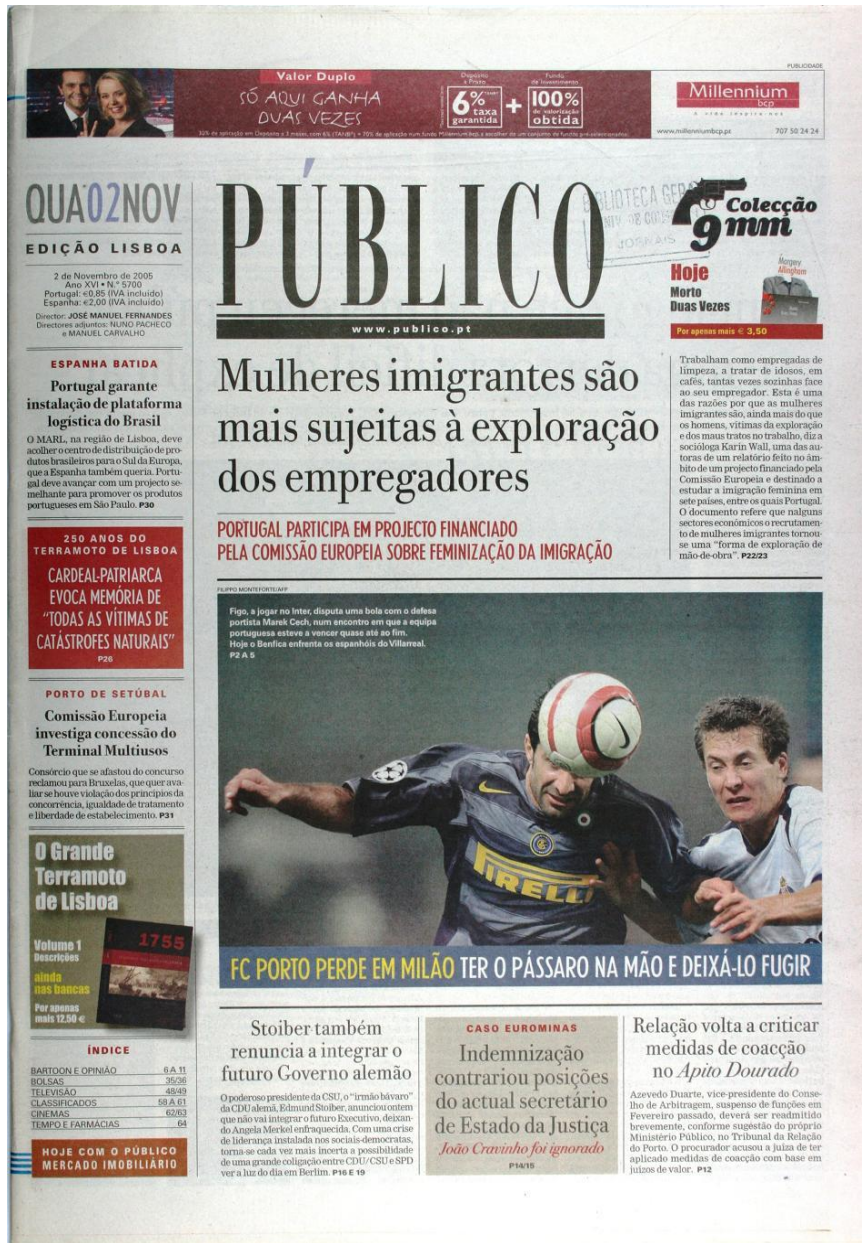 PUBLICIDADE
Valor Duplo
SÓ AQUI GANHA
DUAS VEZES
Depósito
a Prazo
6%
taxa
garantida
+
Fundo
de Investimento
100%
de valorização
obtida
Millennium
bcp
A vida inspira-nos
www.millenniumbcp.pt
707 50 24 24
QUA02NOV
EDIÇÃO LISBOA
2 de Novembro de 2005
Ano XVI • N.º 5700
Portugal: €0,85 (IVA incluído)
Espanha: €2,00 (IVA incluído)
Director: JOSÉ MANUEL FERNANDES
Directores adjuntos: NUNO PACHECO
e MANUEL CARVALHO
PÚBLICO
www.publico.pt
BIBLIOTECA GERAL
JORNAIS
Colecção
9mm
Hoje
Morto
Duas Vezes
Margery
Allingham
Por apenas mais € 3,50
ESPANHA BATIDA
Portugal garante
instalação de plataforma
logística do Brasil
O MARL, na região de Lisboa, deve
acolher o centro de distribuição de pro-
dutos brasileiros para o Sul da Europa,
que a Espanha também queria. Portu-
gal deve avançar com um projecto se-
melhante para promover os produtos
portugueses em São Paulo. P30
250 ANOS DO
TERRAMOTO DE LISBOA
CARDEAL-PATRIARCA
EVOCA MEMÓRIA DE
"TODAS AS VÍTIMAS DE
CATÁSTROFES NATURAIS"
P26
PORTO DE SETÚBAL
Comissão Europeia
investiga concessão do
Terminal Multiusos
Consórcio que se afastou do concurso
reclamou para Bruxelas, que quer ava-
liar se houve violação dos princípios da
concorrência, igualdade de tratamento
e liberdade de estabelecimento. P31
O Grande
Terramoto
de Lisboa
Volume 1
Descrições
ainda
nas bancas
Por apenas
mais 12,50 €
1755
ÍNDICE
BARTOON E OPINIÃO 6 A 11
BOLSAS 35/36
TELEVISÃO 48/49
CLASSIFICADOS 58 A 61
CINEMAS 62/63
TEMPO E FARMÁCIAS 64
HOJE COM O PÚBLICO
MERCADO IMOBILIÁRIO
Mulheres imigrantes são
mais sujeitas à exploração
dos empregadores
PORTUGAL PARTICIPA EM PROJECTO FINANCIADO
PELA COMISSÃO EUROPEIA SOBRE FEMINIZAÇÃO DA IMIGRAÇÃO
Trabalham como empregadas de
limpeza, a tratar de idosos, em
cafés, tantas vezes sozinhas face
ao seu empregador. Esta é uma
das razões por que as mulheres
imigrantes são, ainda mais do que
os homens, vítimas da exploração
e dos maus tratos no trabalho, diz a
socióloga Karin Wall, uma das au-
toras de um relatório feito no âm-
bito de um projecto financiado pela
Comissão Europeia e destinado a
estudar a imigração feminina em
sete países, entre os quais Portugal.
O documento refere que nalguns
sectores económicos o recrutamen-
to de mulheres imigrantes tornou-
se uma "forma de exploração de
mão-de-obra". P22/23
FILIPPO MONTEFORTE/AFP
Figo, a jogar no Inter, disputa uma bola com o defesa
portista Marek Cech, num encontro em que a equipa
portuguesa esteve a vencer quase até ao fim.
Hoje o Benfica enfrenta os espanhóis do Villarreal.
P2 A 5
PIRELLI
FC PORTO PERDE EM MILÃO TER O PÁSSARO NA MÃO E DEIXÁ-LO FUGIR
Stoiber também
renuncia a integrar o
futuro Governo alemão
O poderoso presidente da CSU, o "irmão bávaro"
da CDU alemã, Edmund Stoiber, anunciou ontem
que não vai integrar o futuro Executivo, deixan-
do Angela Merkel enfraquecida. Com uma crise
de liderança instalada nos sociais-democratas,
torna-se cada vez mais incerta a possibilidade
de uma grande coligação entre CDU/CSU e SPD
ver a luz do dia em Berlim. P16 E 19
CASO EUROMINAS
Indemnização
contrariou posições
do actual secretário
de Estado da Justiça
João Cravinho foi ignorado
P14/15
Relação volta a criticar
medidas de coacção
no Apito Dourado
Azevedo Duarte, vice-presidente do Conse-
lho de Arbitragem, suspenso de funções em
Fevereiro passado, deverá ser readmitido
brevemente, conforme sugestão do próprio
Ministério Público, no Tribunal da Relação
do Porto. O procurador acusou a juíza de ter
aplicado medidas de coacção com base em
juízos de valor. P12